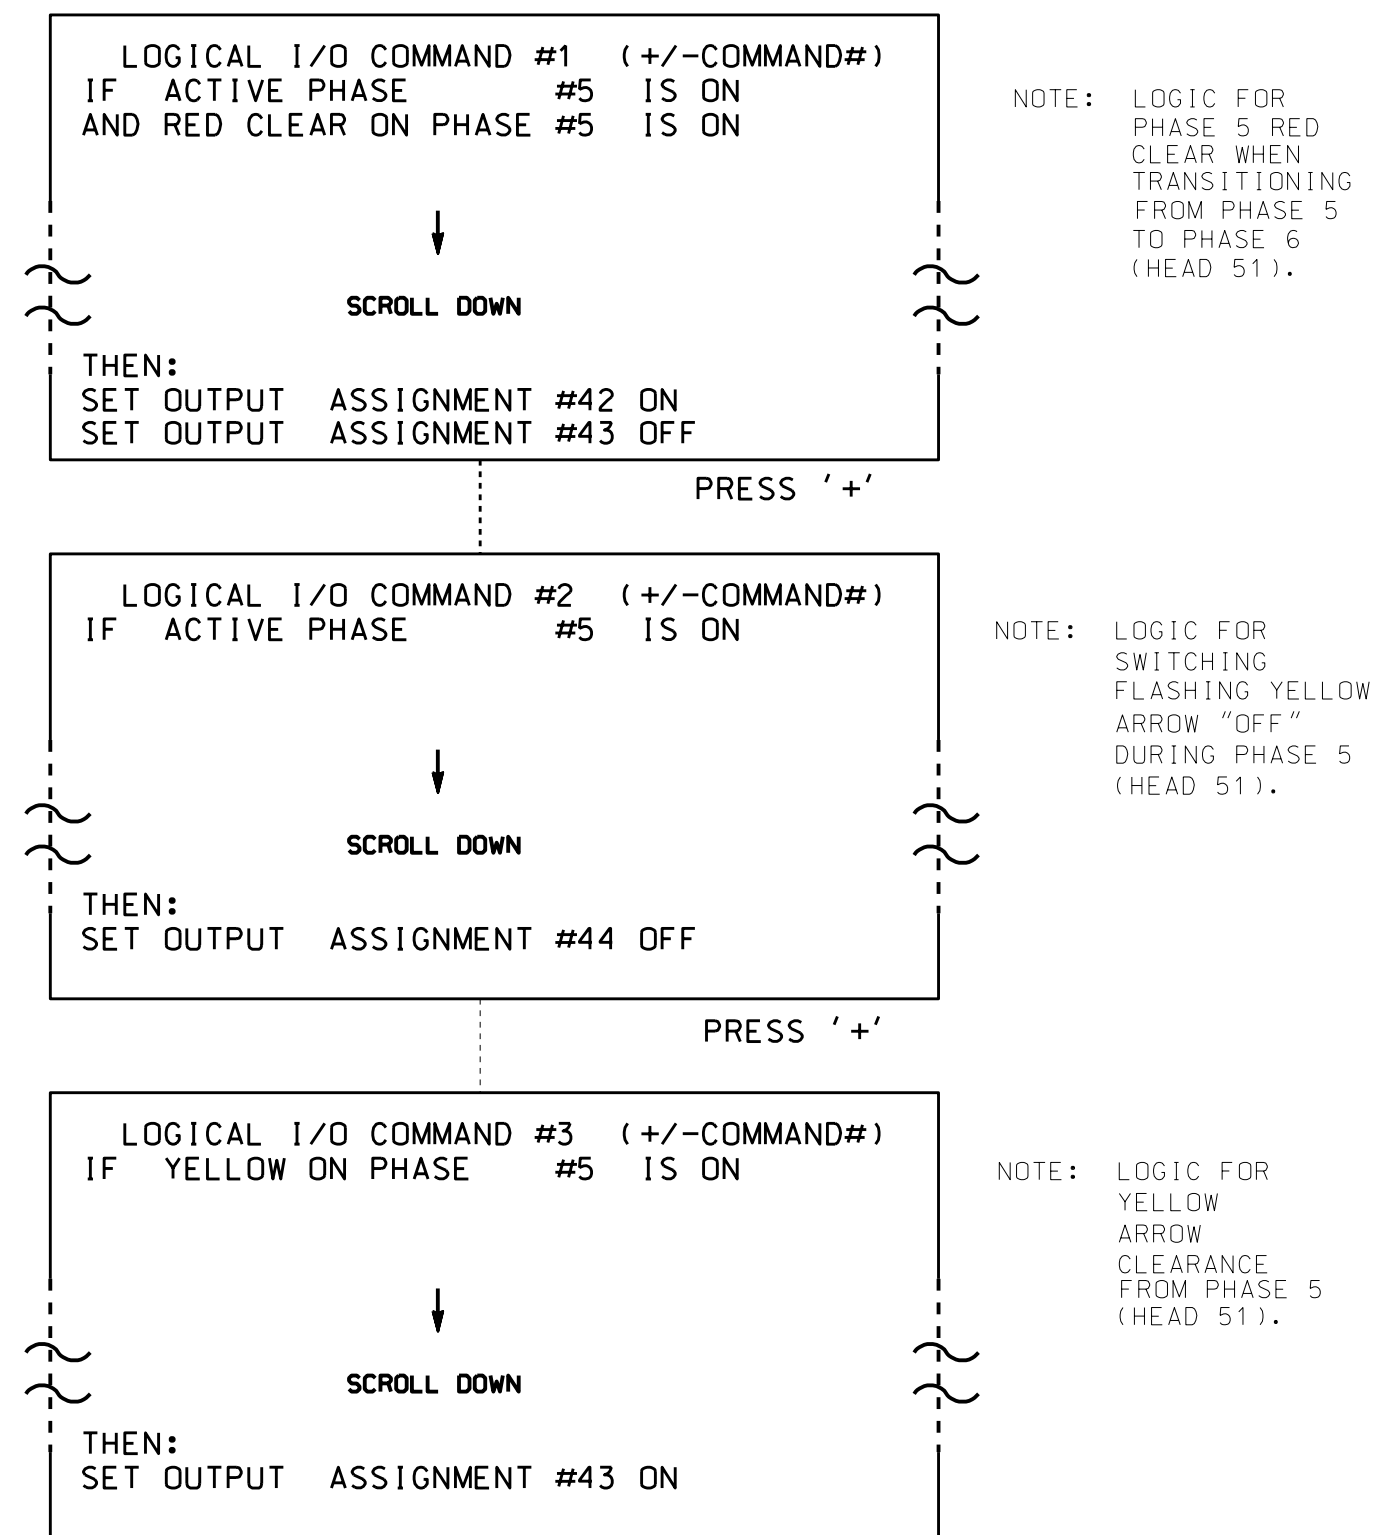 LOGICAL I/O COMMAND #1 (+/-COMMAND#)
IF ACTIVE PHASE #5 IS ON
AND RED CLEAR ON PHASE #5 IS ON
NOTE: LOGIC FOR
PHASE 5 RED
CLEAR WHEN
TRANSITIONING
FROM PHASE 5
TO PHASE 6
(HEAD 51).
SCROLL DOWN
THEN:
SET OUTPUT ASSIGNMENT #42 ON
SET OUTPUT ASSIGNMENT #43 OFF
PRESS '+'
LOGICAL I/O COMMAND #2 (+/-COMMAND#)
IF ACTIVE PHASE #5 IS ON
NOTE: LOGIC FOR
SWITCHING
FLASHING YELLOW
ARROW "OFF"
DURING PHASE 5
(HEAD 51).
SCROLL DOWN
THEN:
SET OUTPUT ASSIGNMENT #44 OFF
PRESS '+'
LOGICAL I/O COMMAND #3 (+/-COMMAND#)
IF YELLOW ON PHASE #5 IS ON
NOTE: LOGIC FOR
YELLOW
ARROW
CLEARANCE
FROM PHASE 5
(HEAD 51).
SCROLL DOWN
THEN:
SET OUTPUT ASSIGNMENT #43 ON